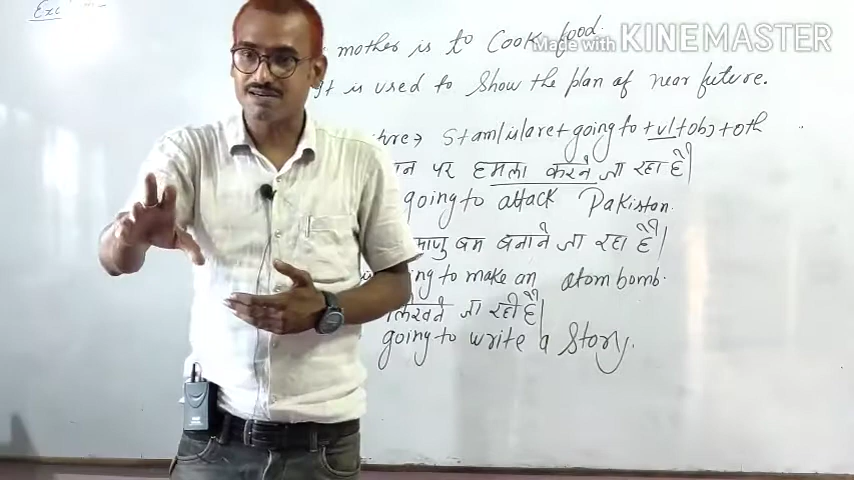 Exe
mother is to Cook food.
Made with KINEMASTER
It is used to Show the plan of near future.
S+am/is/are+going to+v1+obj+oth
पर हमला करने जा रहा है|
going to attack Pakistan.
बम बनाने जा रहा है|
to make an atom bomb.
लिखने जा रही है|
going to write a Story.